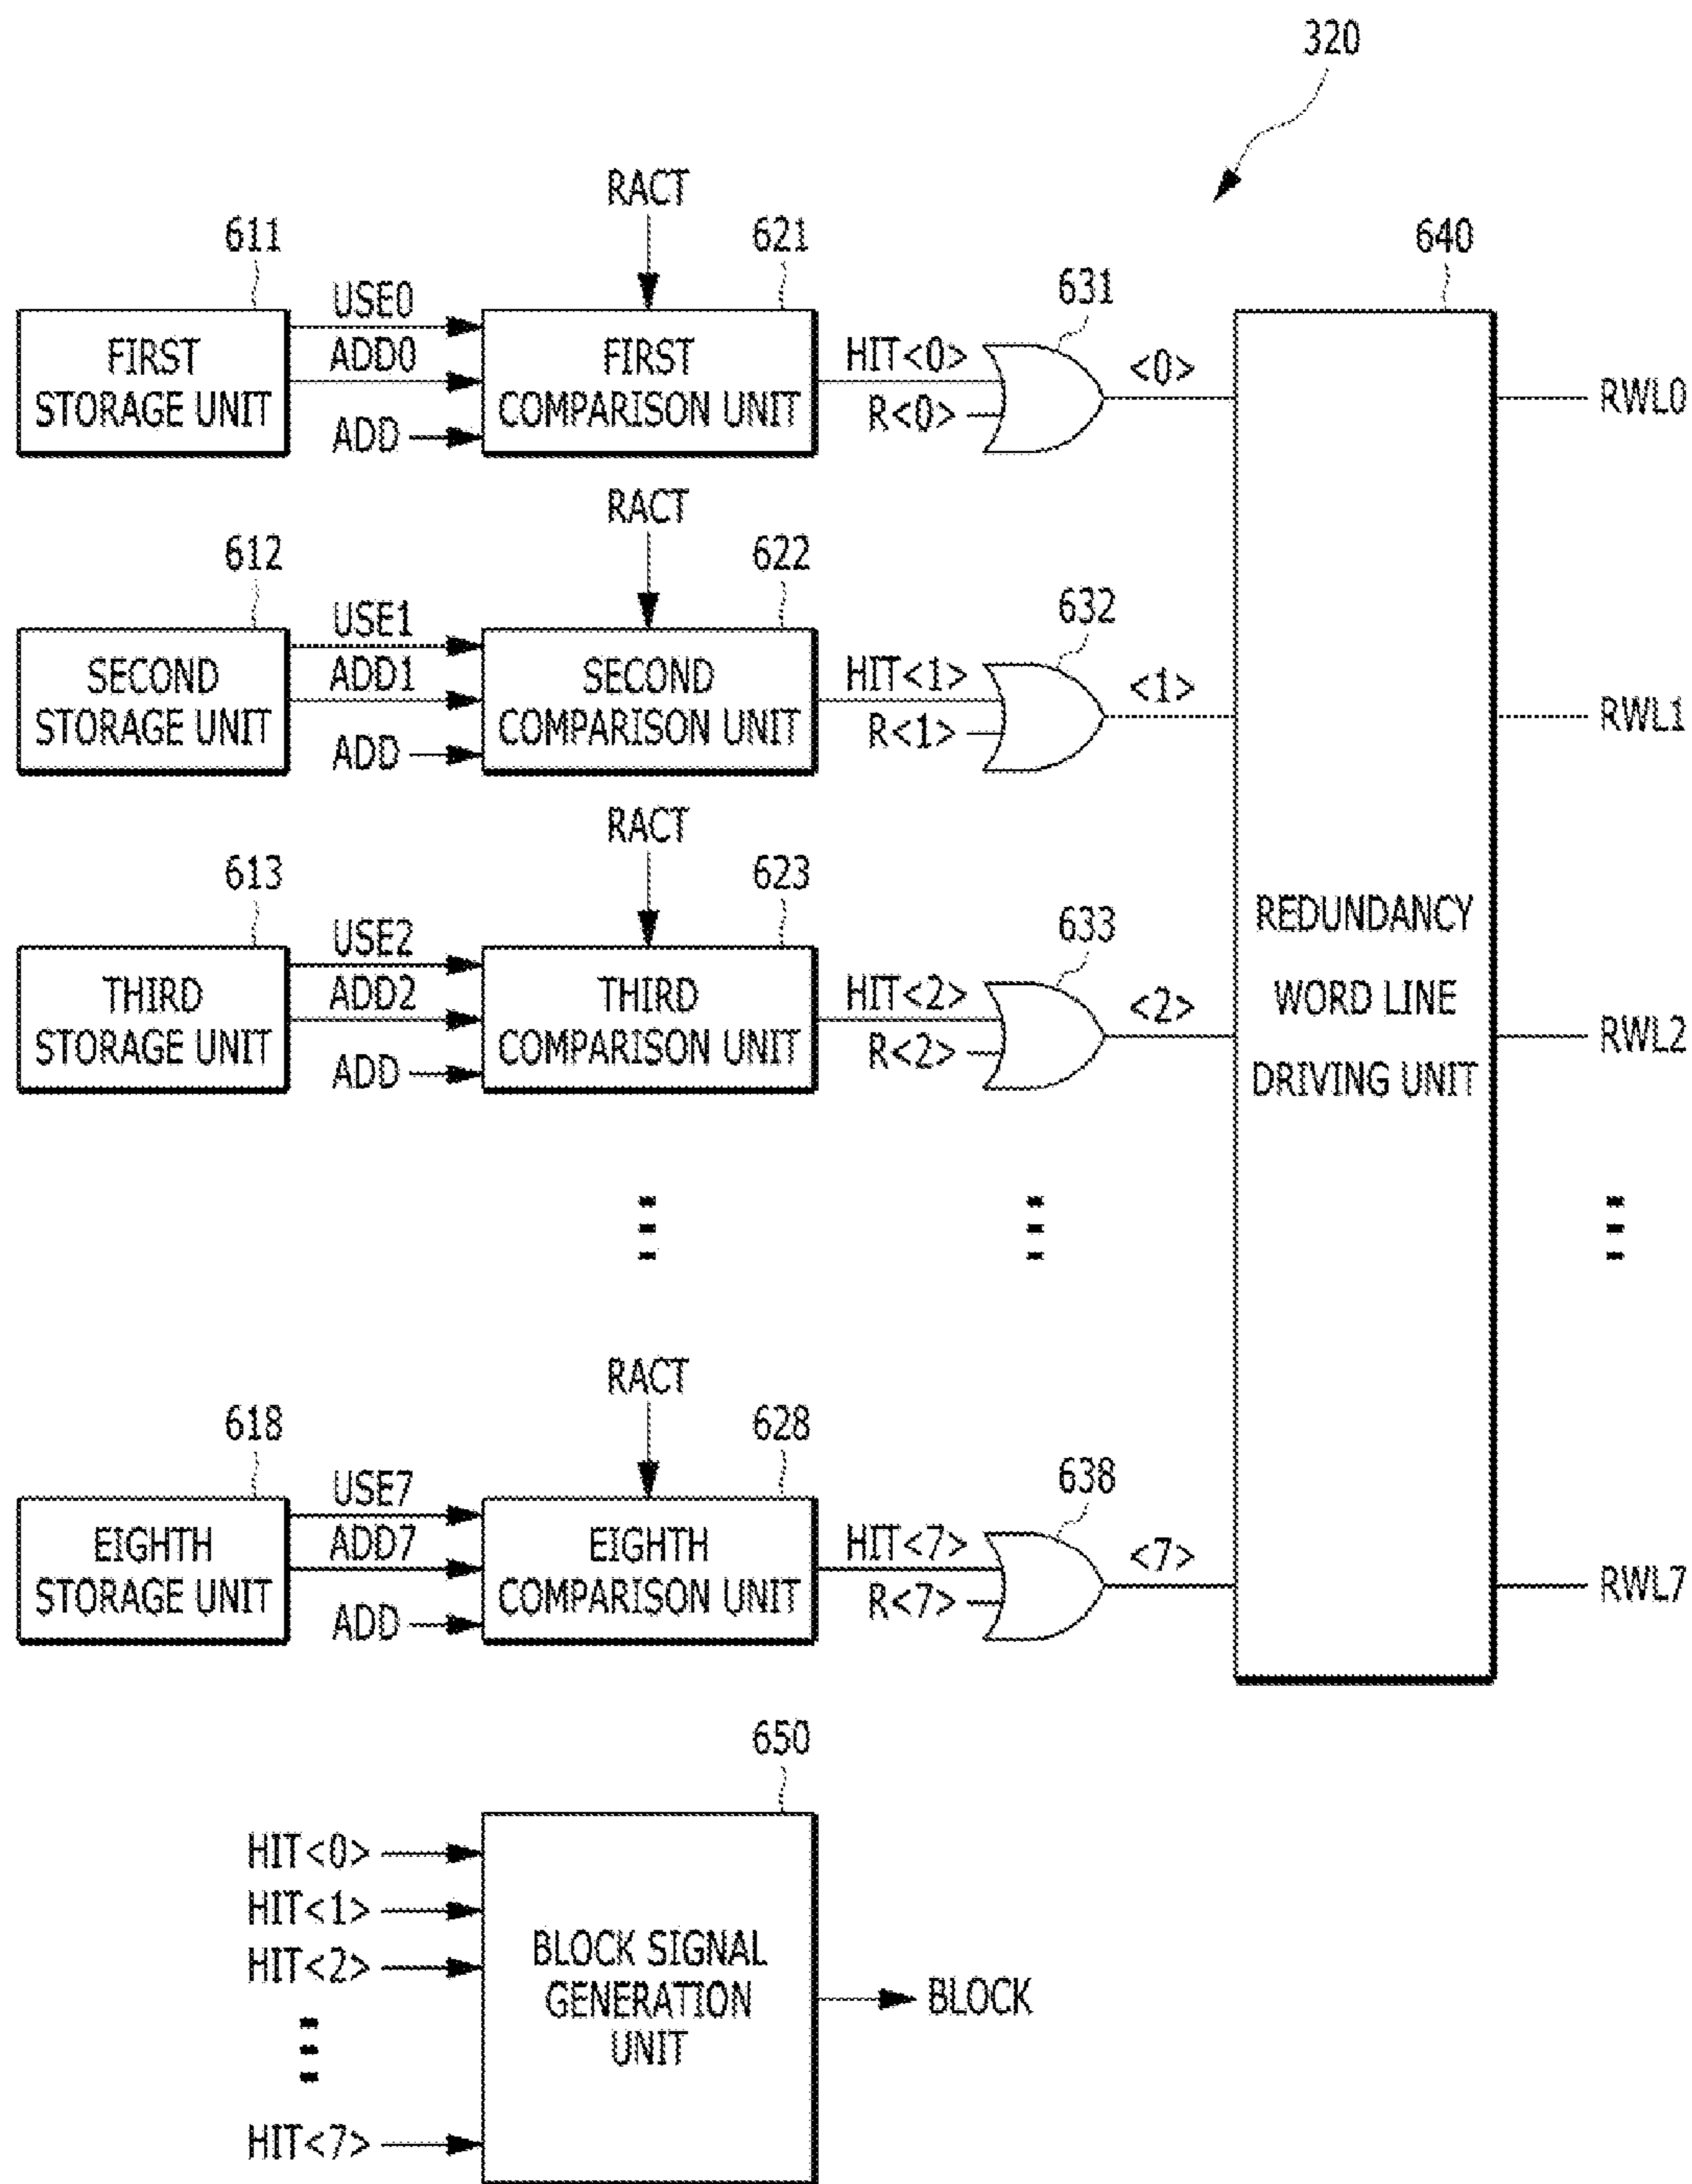 320
RACT
611
621
640
USE0
631
FIRST
STORAGE UNIT
ADD0
FIRST
COMPARISON UNIT
HIT<0>
<0>
RWL0
ADD
R<0>
RACT
612
622
USE1
632
SECOND
STORAGE UNIT
ADD1
SECOND
COMPARISON UNIT
HIT<1>
<1>
RWL1
ADD
R<1>
RACT
613
623
USE2
633
REDUNDANCY
WORD LINE
DRIVING UNIT
THIRD
STORAGE UNIT
ADD2
THIRD
COMPARISON UNIT
HIT<2>
<2>
RWL2
ADD
R<2>
RACT
618
628
USE7
638
EIGHTH
STORAGE UNIT
ADD7
EIGHTH
COMPARISON UNIT
HIT<7>
<7>
RWL7
ADD
R<7>
650
HIT<0>
HIT<1>
HIT<2>
HIT<7>
BLOCK SIGNAL
GENERATION
UNIT
BLOCK